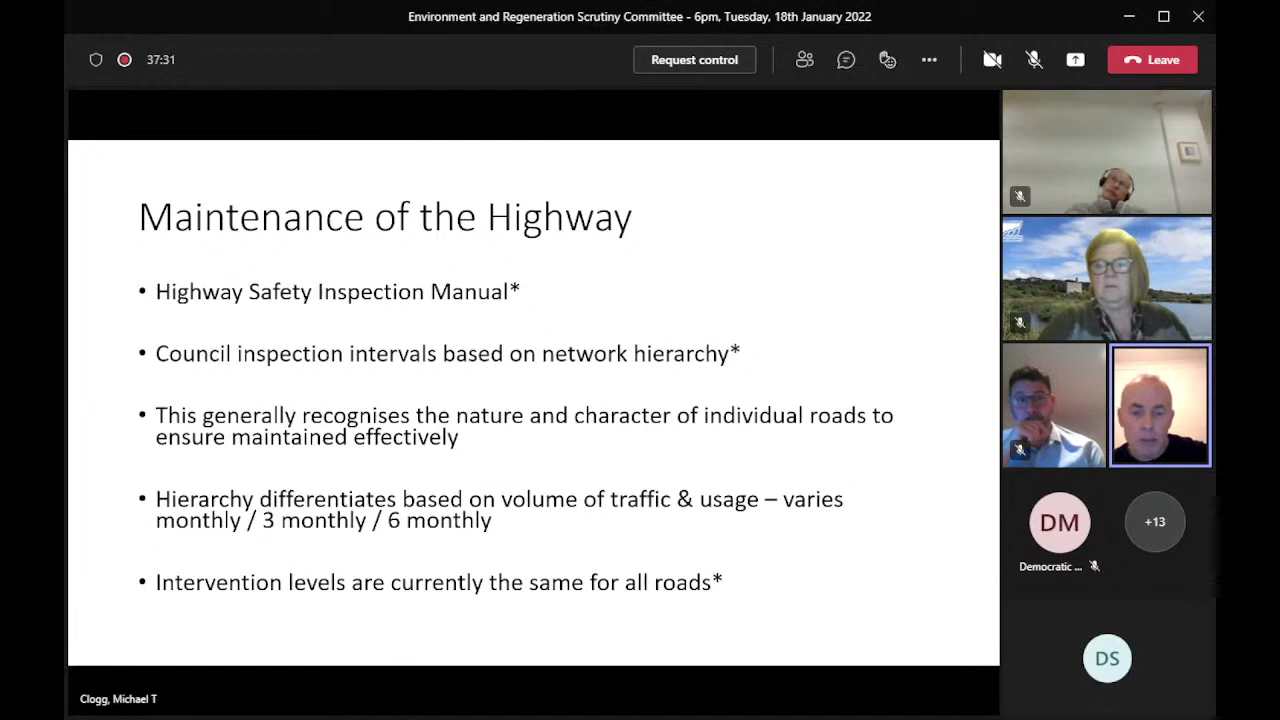 Environment and Regeneration Scrutiny Committee - 6pm, Tuesday, 18th January 2022
37:31
Request control
Leave
Maintenance of the Highway
• Highway Safety Inspection Manual*
• Council inspection intervals based on network hierarchy*
• This generally recognises the nature and character of individual roads to
ensure maintained effectively
• Hierarchy differentiates based on volume of traffic & usage – varies
monthly / 3 monthly / 6 monthly
• Intervention levels are currently the same for all roads*
DM
+13
Democratic ...
DS
Clogg, Michael T